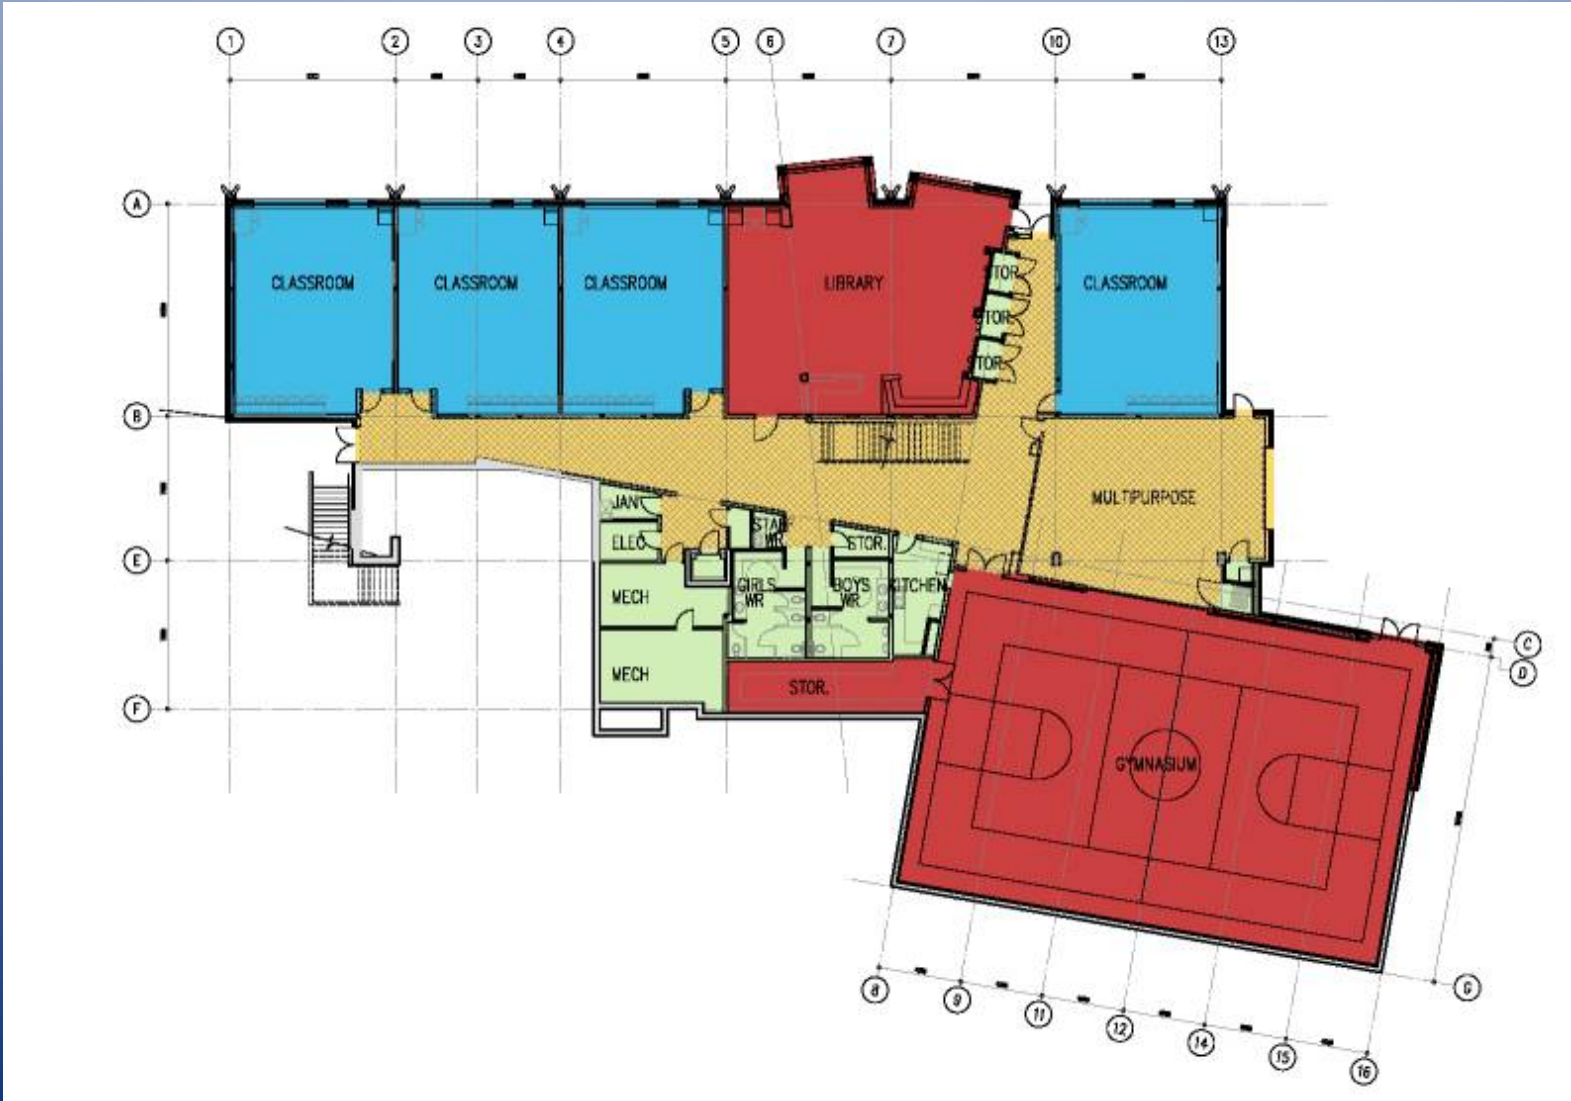 1 2 3 4 5 6 7 10 13
A
CLASSROOM CLASSROOM CLASSROOM LIBRARY CLASSROOM
STOR.
STOR.
STOR.
B
MULTIPURPOSE
JAN
ELEC
STAFF
WR
STOR.
E
MECH
GIRLS
WR
BOYS
WR
KITCHEN
C
D
MECH
STOR.
F
GYMNASIUM
G
8 9 11 12 14 15 16